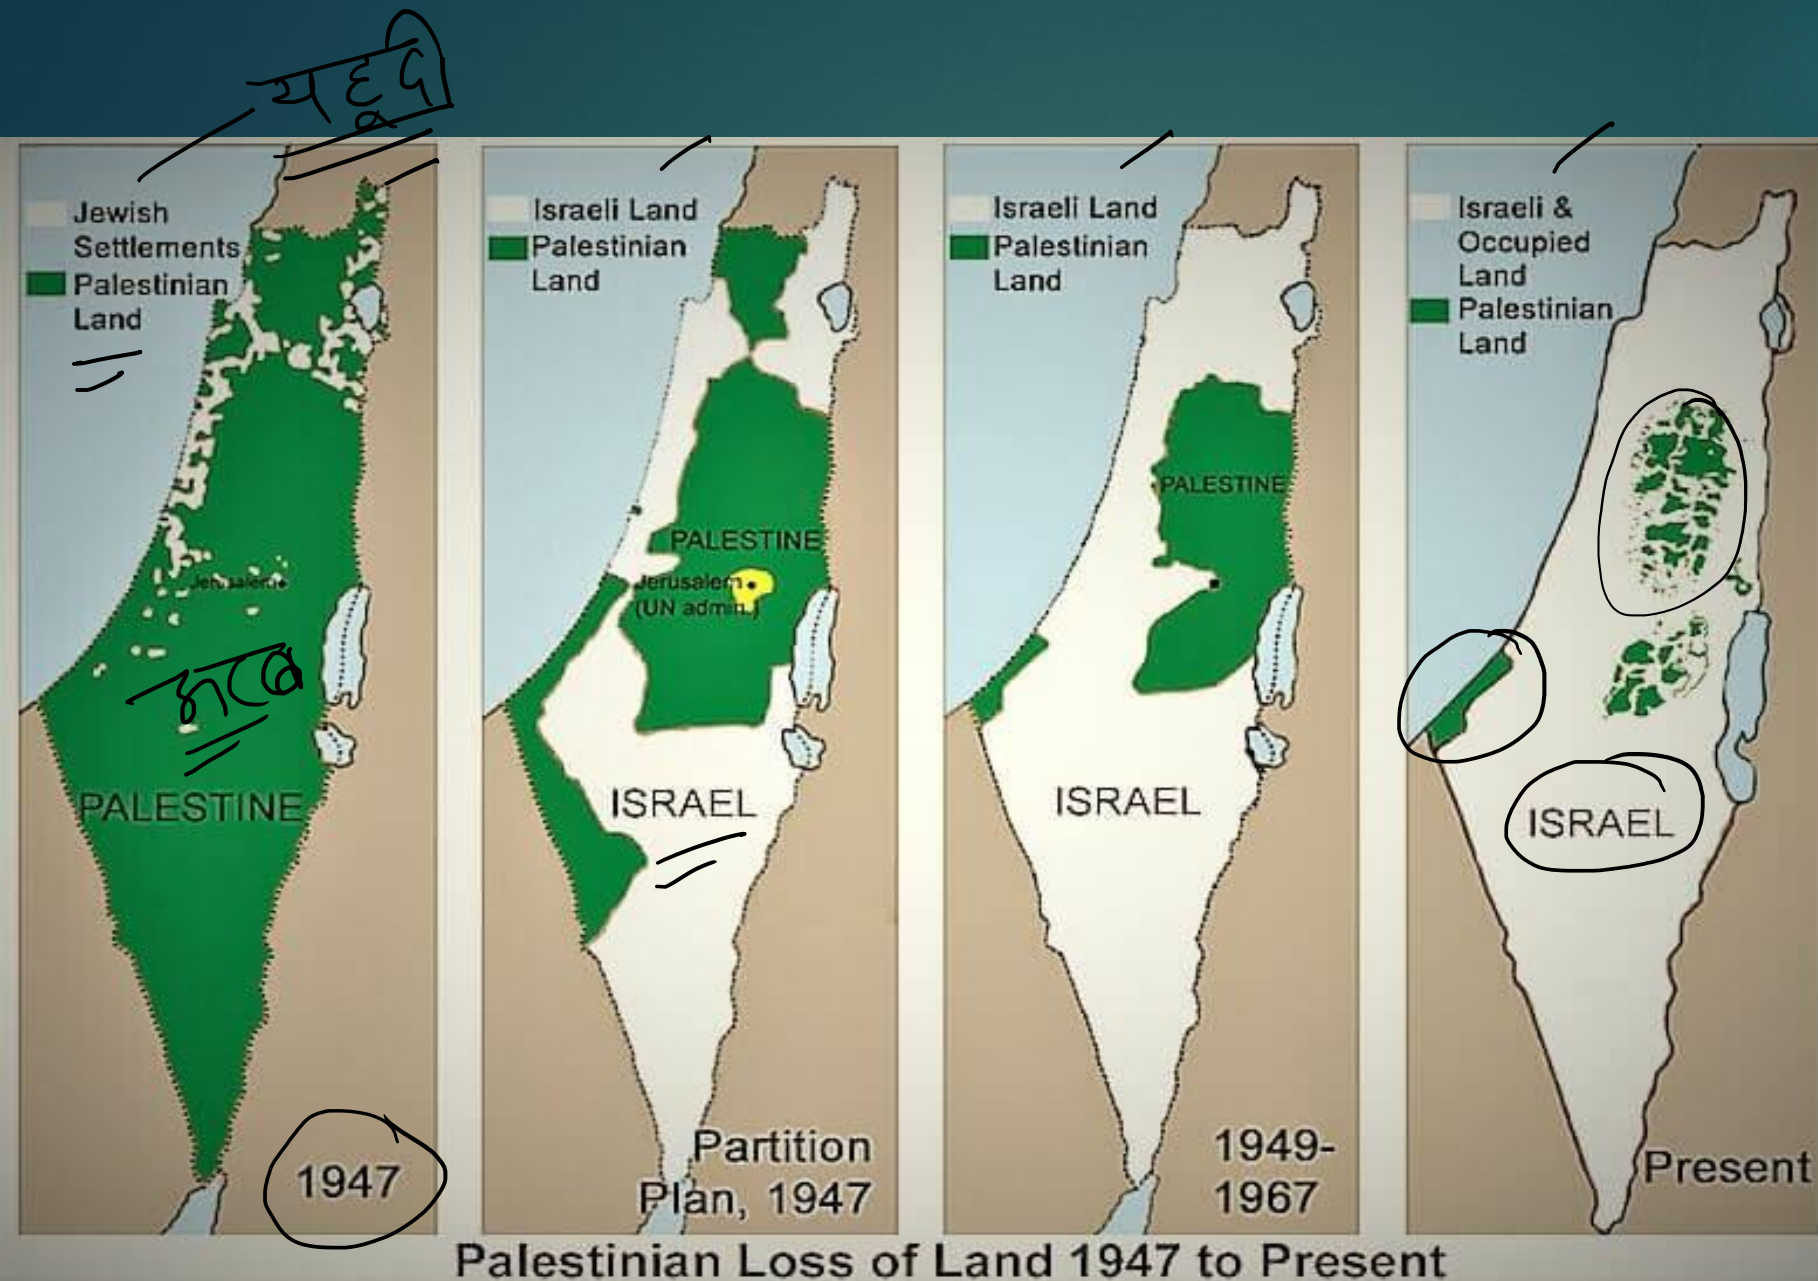 यहूदी
Jewish
Settlements
Palestinian
Land
Jerusalem
अरब
PALESTINE
1947
Israeli Land
Palestinian
Land
PALESTINE
Jerusalem
(UN admin.)
ISRAEL
Partition
Plan, 1947
Israeli Land
Palestinian
Land
PALESTINE
ISRAEL
1949-
1967
Israeli &
Occupied
Land
Palestinian
Land
ISRAEL
Present
Palestinian Loss of Land 1947 to Present